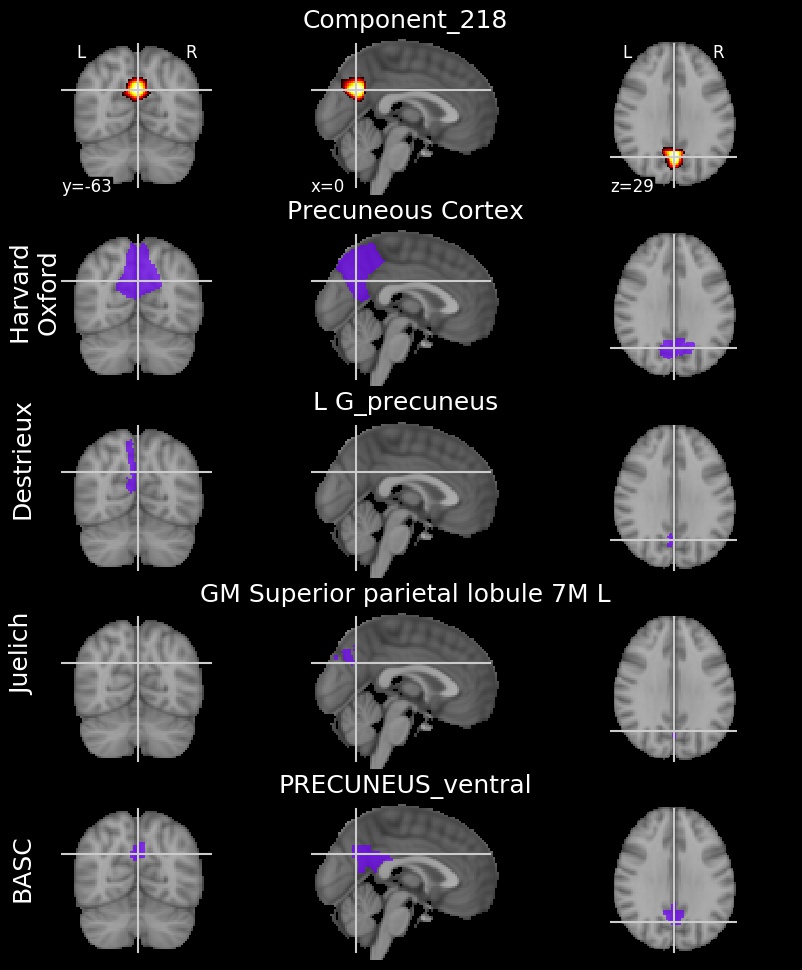 Component_218
L R
L R
y=-63
x=0
z=29
Precuneous Cortex
Harvard
Oxford
L G_precuneus
Destrieux
GM Superior parietal lobule 7M L
Juelich
PRECUNEUS_ventral
BASC